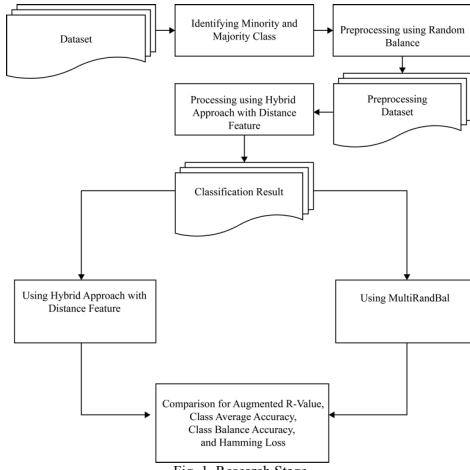 Dataset
Identifying Minority and
Majority Class
Preprocessing using Random
Balance
Processing using Hybrid
Approach with Distance
Feature
Preprocessing
Dataset
Classification Result
Using Hybrid Approach with
Distance Feature
Using MultiRandBal
Comparison for Augmented R-Value,
Class Average Accuracy,
Class Balance Accuracy,
and Hamming Loss
Fig. 1. Research Stage